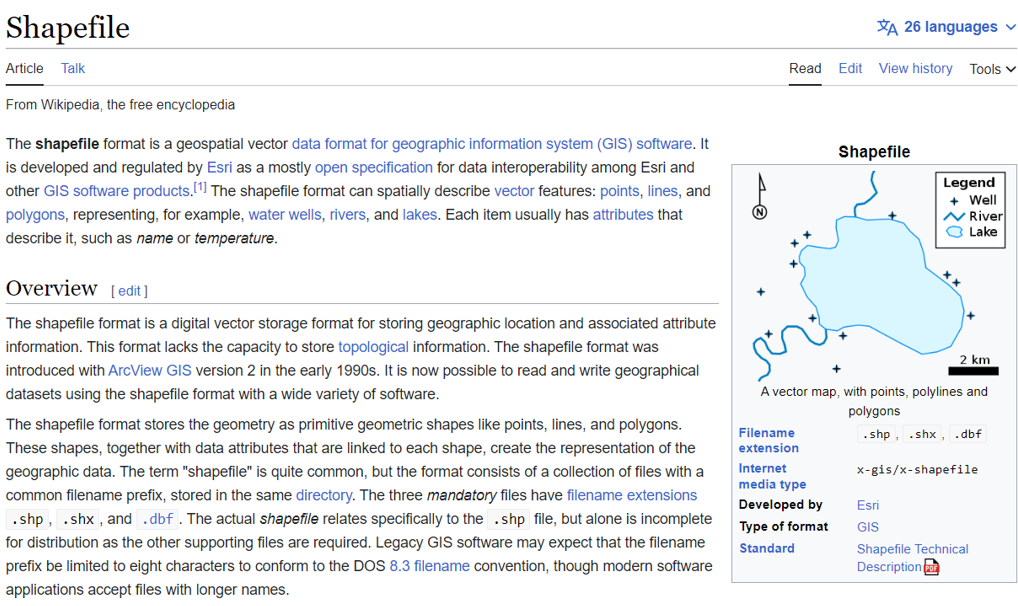 Shapefile
26 languages
Article Talk Read Edit View history Tools
From Wikipedia, the free encyclopedia
The shapefile format is a geospatial vector data format for geographic information system (GIS) software. It
is developed and regulated by Esri as a mostly open specification for data interoperability among Esri and
other GIS software products.[1] The shapefile format can spatially describe vector features: points, lines, and
polygons, representing, for example, water wells, rivers, and lakes. Each item usually has attributes that
describe it, such as name or temperature.
Overview [ edit ]
The shapefile format is a digital vector storage format for storing geographic location and associated attribute
information. This format lacks the capacity to store topological information. The shapefile format was
introduced with ArcView GIS version 2 in the early 1990s. It is now possible to read and write geographical
datasets using the shapefile format with a wide variety of software.
The shapefile format stores the geometry as primitive geometric shapes like points, lines, and polygons.
These shapes, together with data attributes that are linked to each shape, create the representation of the
geographic data. The term "shapefile" is quite common, but the format consists of a collection of files with a
common filename prefix, stored in the same directory. The three mandatory files have filename extensions
.shp , .shx , and .dbf . The actual shapefile relates specifically to the .shp file, but alone is incomplete
for distribution as the other supporting files are required. Legacy GIS software may expect that the filename
prefix be limited to eight characters to conform to the DOS 8.3 filename convention, though modern software
applications accept files with longer names.
Shapefile
N
Legend
Well
River
Lake
2 km
A vector map, with points, polylines and
polygons
Filename
extension
.shp , .shx , .dbf
Internet
media type
x-gis/x-shapefile
Developed by Esri
Type of format GIS
Standard Shapefile Technical
Description PDF